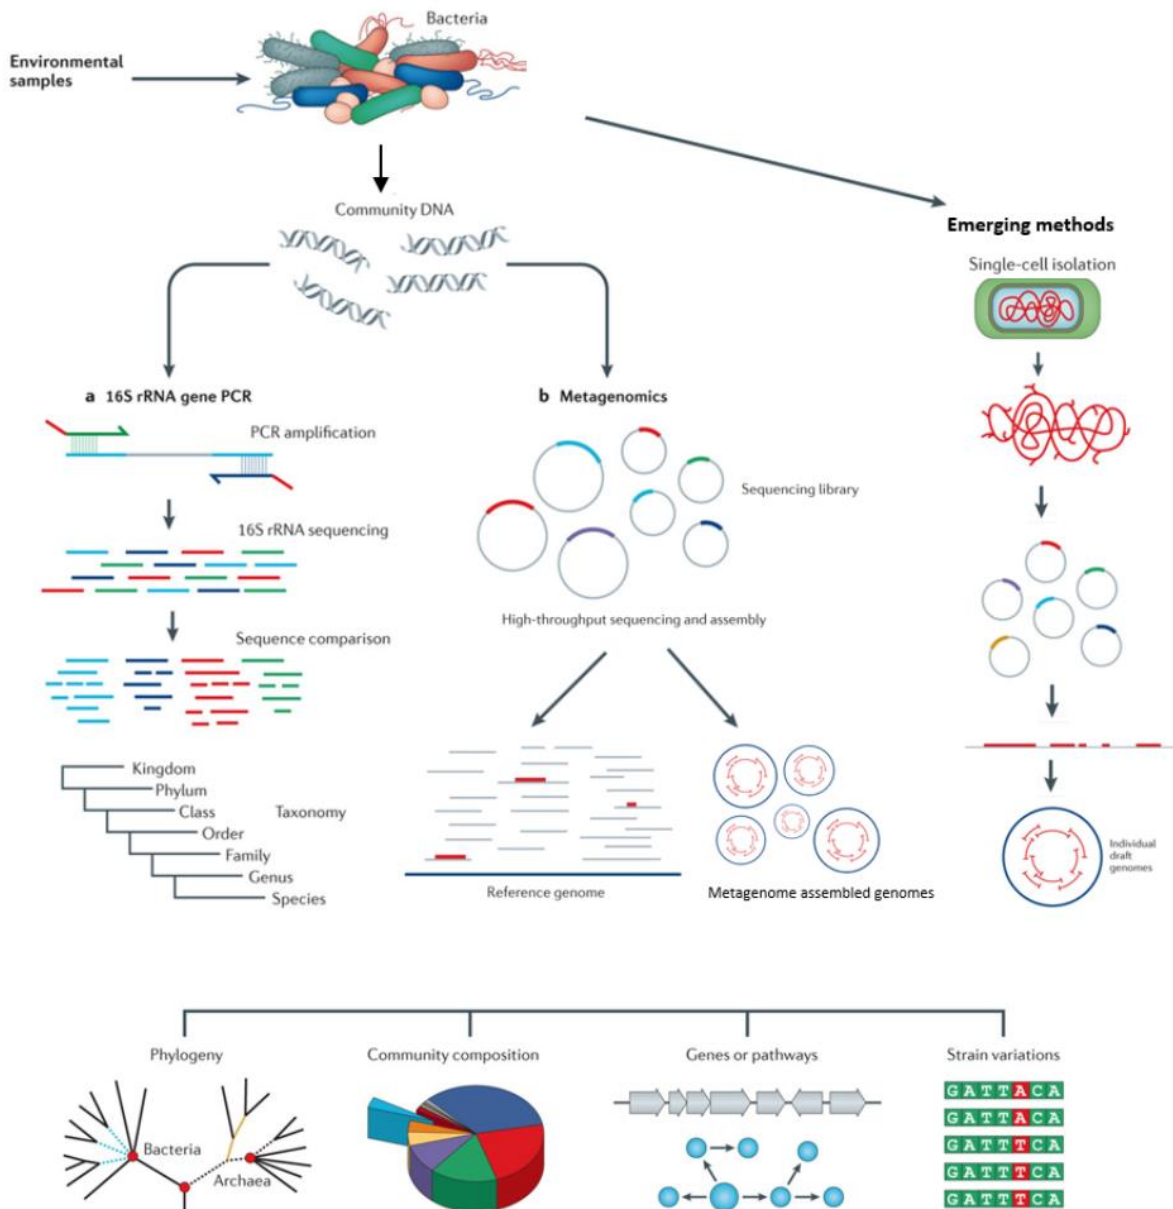 Bacteria
Environmental
samples
Community DNA
Emerging methods
Single-cell isolation
a 16S rRNA gene PCR
b Metagenomics
PCR amplification
Sequencing library
16S rRNA sequencing
High-throughput sequencing and assembly
Sequence comparison
Kingdom
Phylum
Class
Taxonomy
Order
Family
Genus
Species
Reference genome
Metagenome assembled genomes
Individual
draft
genomes
Phylogeny
Community composition
Genes or pathways
Strain variations
Bacteria
Archaea
GATTACA
GATTACA
GATTTCA
GATTTCA
GATTTCA